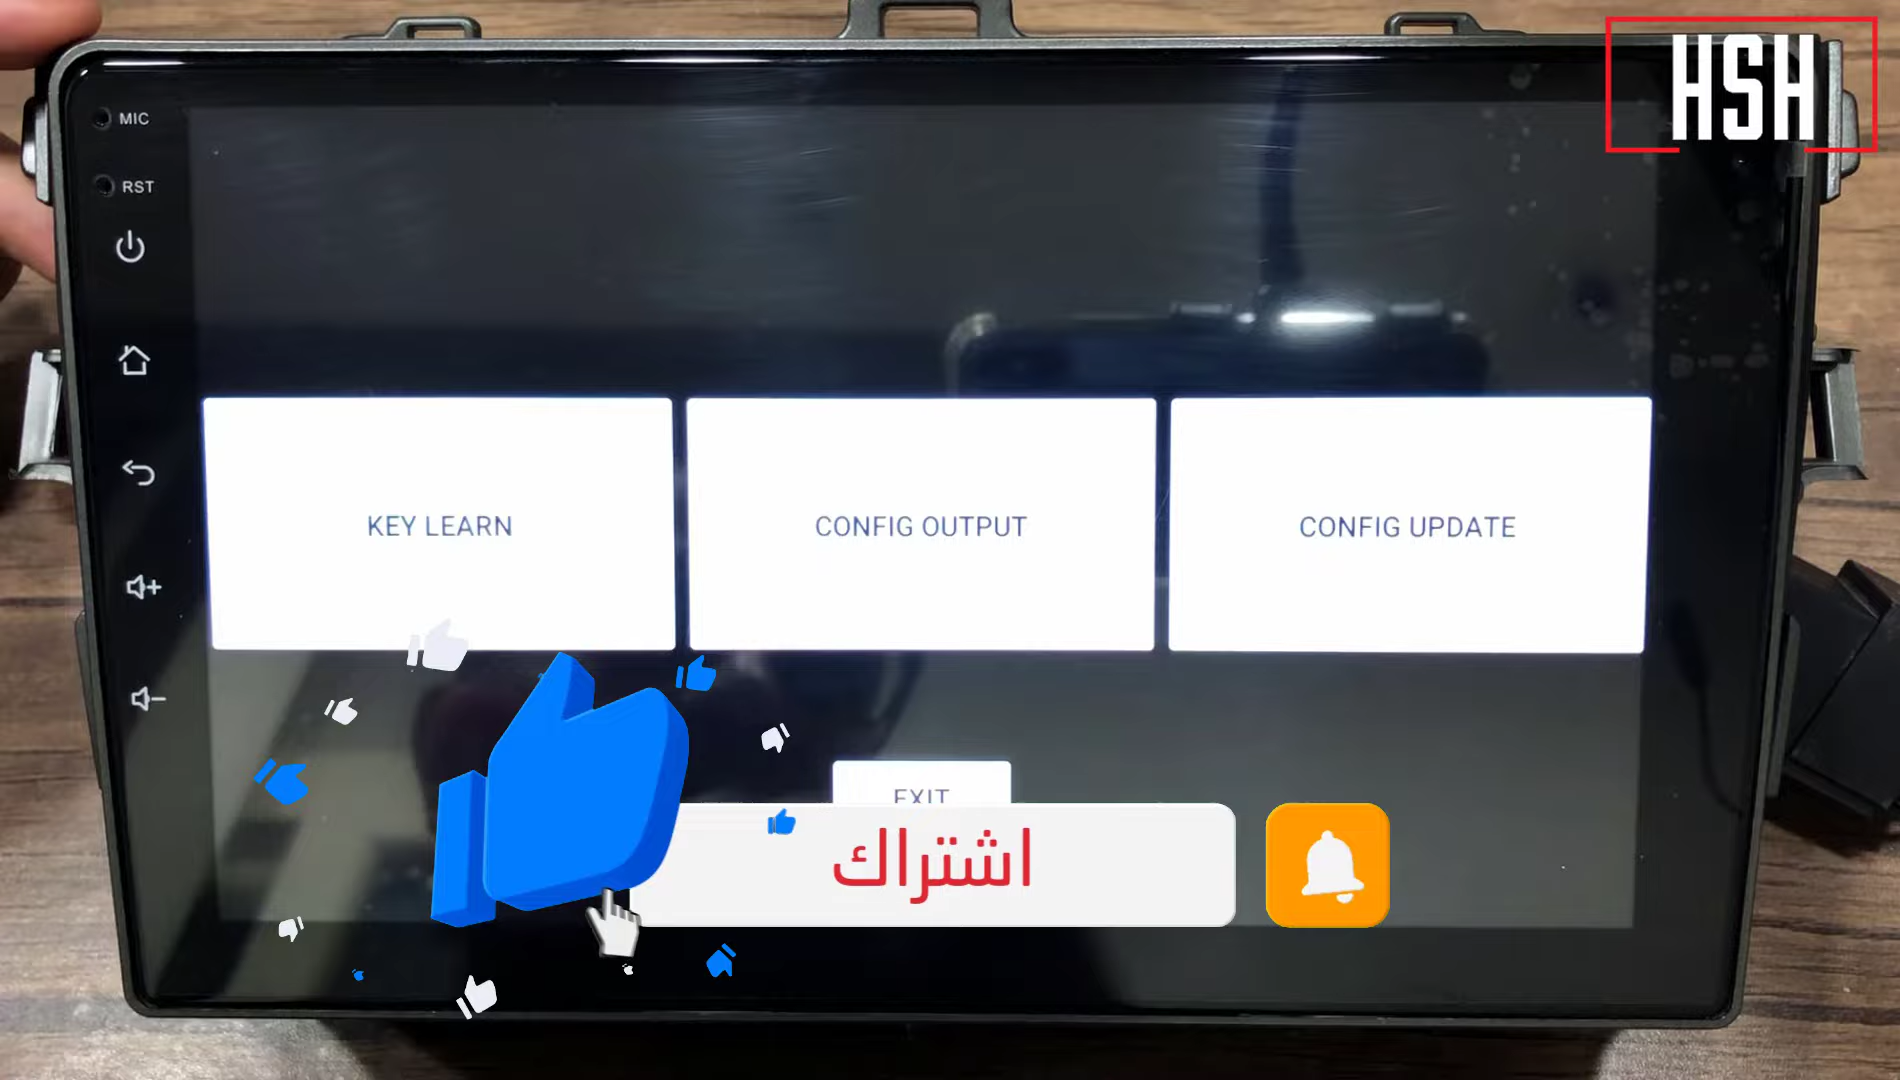 HSH
MIC
RST
KEY LEARN
CONFIG OUTPUT
CONFIG UPDATE
EXIT
اشتراك